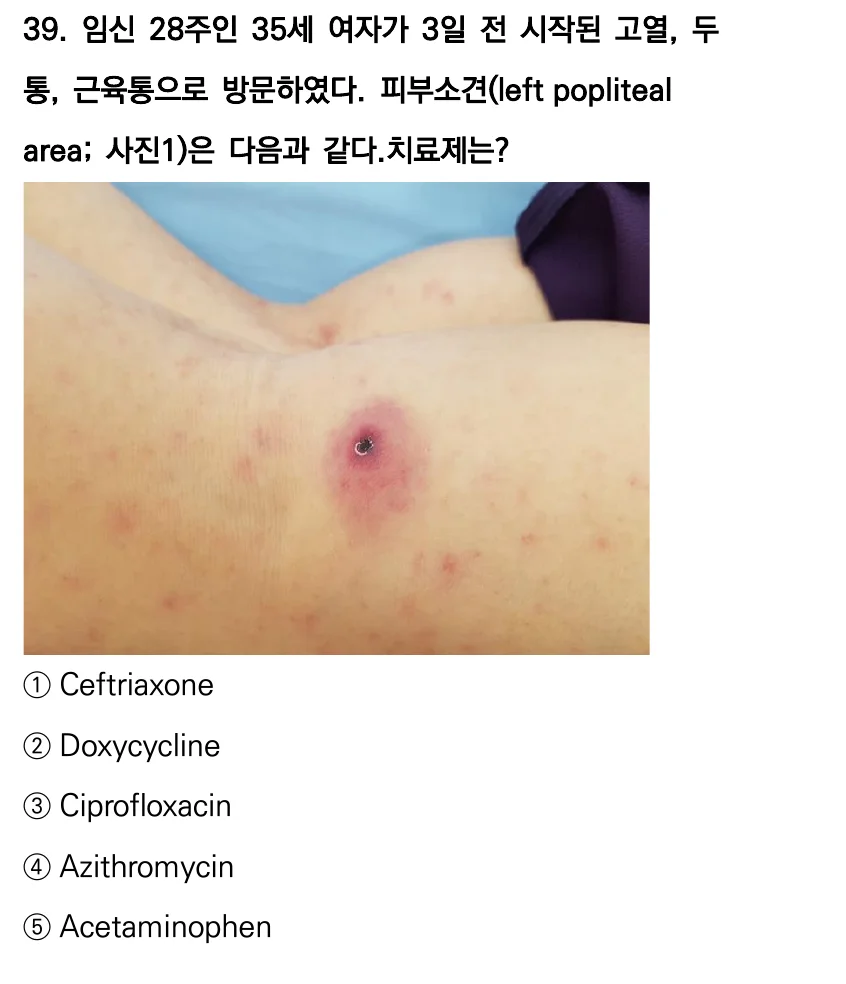 39. 임신 28주인 35세 여자가 3일 전 시작된 고열, 두
통, 근육통으로 방문하였다. 피부소견(left popliteal
area; 사진1)은 다음과 같다.치료제는?
① Ceftriaxone
② Doxycycline
③ Ciprofloxacin
④ Azithromycin
⑤ Acetaminophen